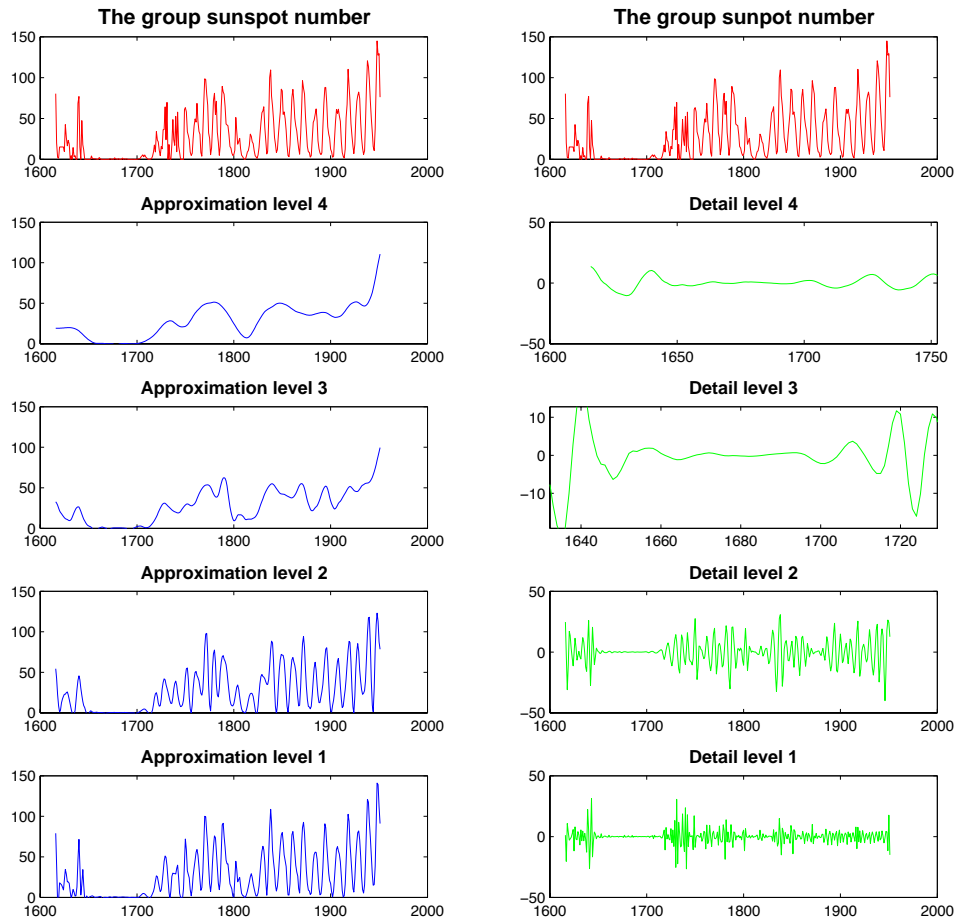 The group sunspot number
150
100
50
0
1600 1700 1800 1900 2000
The group sunpot number
150
100
50
0
1600 1700 1800 1900 2000
Approximation level 4
150
100
50
0
1600 1700 1800 1900 2000
Detail level 4
50
0
−50
1600 1650 1700 1750
Approximation level 3
150
100
50
0
1600 1700 1800 1900 2000
Detail level 3
10
0
−10
1640 1660 1680 1700 1720
Approximation level 2
150
100
50
0
1600 1700 1800 1900 2000
Detail level 2
50
0
−50
1600 1700 1800 1900 2000
Approximation level 1
150
100
50
0
1600 1700 1800 1900 2000
Detail level 1
50
0
−50
1600 1700 1800 1900 2000